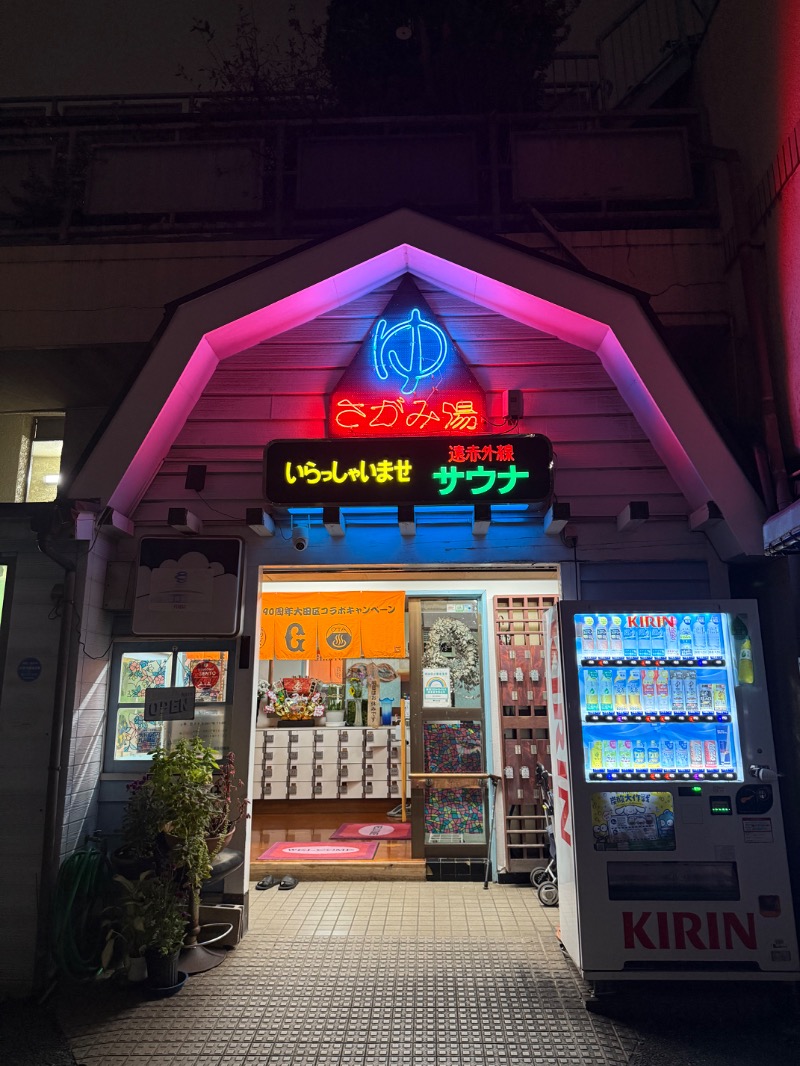 ゆ
さがみ湯
いらっしゃいませ
遠赤外線
サウナ
90周年大田区コラボキャンペーン
G
OPEN
KIRIN
KIRIN
KIRIN
WELCOME